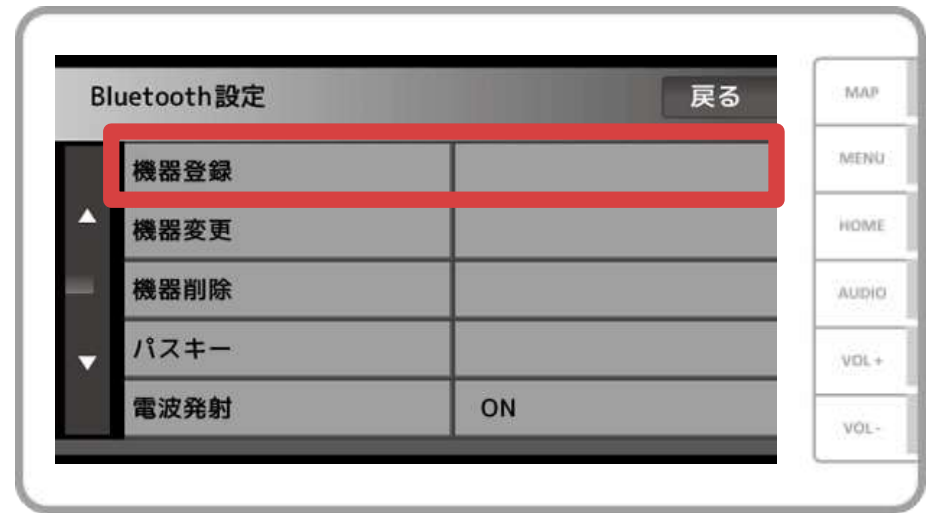 Bluetooth設定
戻る
機器登録
機器変更
機器削除
パスキー
電波発射 ON
MAP
MENU
HOME
AUDIO
VOL +
VOL -